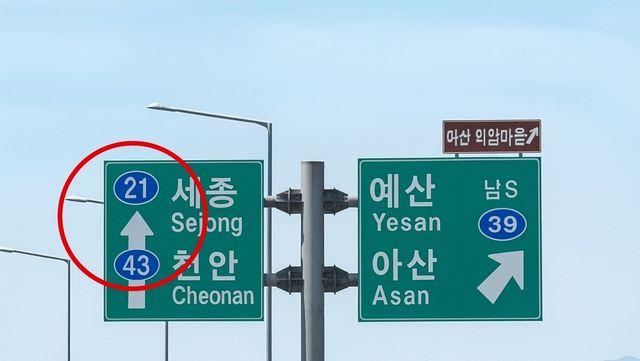 아산 외암마을
21 세종
Sejong
43 천안
Cheonan
예산 남S
Yesan 39
아산
Asan